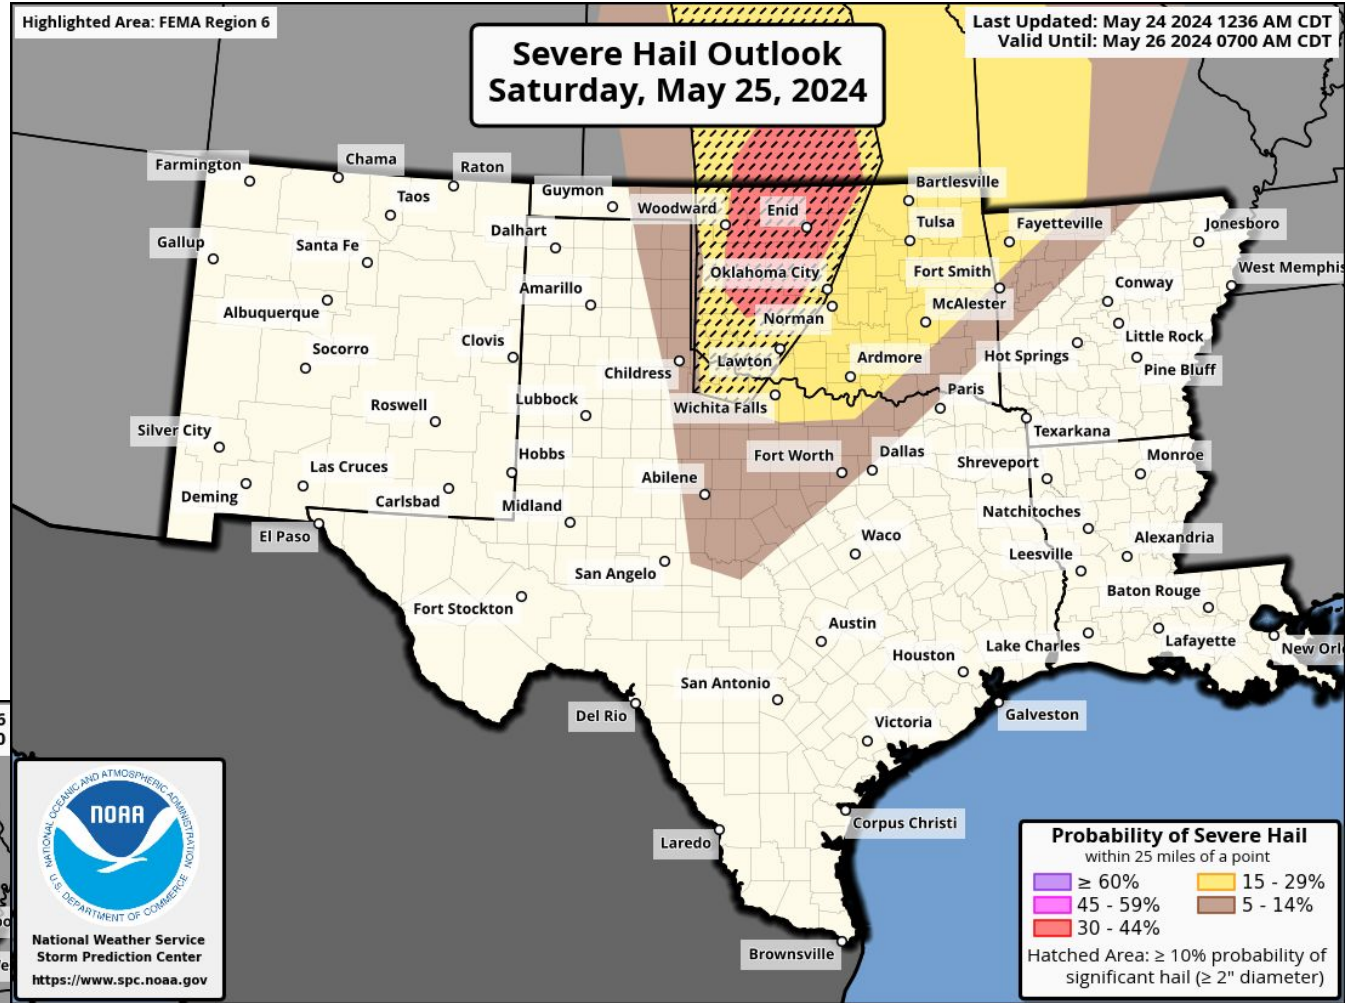 Highlighted Area: FEMA Region 6
Severe Hail Outlook
Saturday, May 25, 2024
Last Updated: May 24 2024 1236 AM CDT
Valid Until: May 26 2024 0700 AM CDT
Farmington
Chama
Raton
Taos
Guymon
Woodward
Enid
Bartlesville
Gallup
Santa Fe
Dalhart
Tulsa
Fayetteville
Jonesboro
Amarillo
Oklahoma City
Fort Smith
West Memphis
Albuquerque
Norman
McAlester
Conway
Socorro
Clovis
Childress
Lawton
Ardmore
Hot Springs
Little Rock
Pine Bluff
Roswell
Lubbock
Wichita Falls
Paris
Texarkana
Silver City
Las Cruces
Hobbs
Abilene
Fort Worth
Dallas
Shreveport
Monroe
Deming
Carlsbad
Midland
Natchitoches
El Paso
San Angelo
Waco
Leesville
Alexandria
Fort Stockton
Baton Rouge
Austin
Houston
Lake Charles
Lafayette
New Orl
San Antonio
Del Rio
Victoria
Galveston
Laredo
Corpus Christi
Brownsville
6
0
NATIONAL OCEANIC AND ATMOSPHERIC ADMINISTRATION
NOAA
U.S. DEPARTMENT OF COMMERCE
National Weather Service
Storm Prediction Center
https://www.spc.noaa.gov
Probability of Severe Hail
within 25 miles of a point
≥ 60%
15 - 29%
45 - 59%
5 - 14%
30 - 44%
Hatched Area: ≥ 10% probability of
significant hail (≥ 2" diameter)